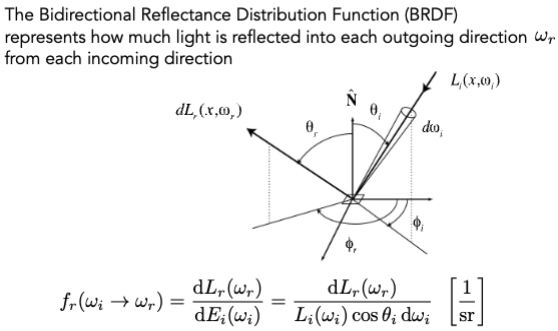 The Bidirectional Reflectance Distribution Function (BRDF)
represents how much light is reflected into each outgoing direction ωr
from each incoming direction
Li(x,ωi)
N̂
θi
dLr(x,ωr)
θr
dωi
ϕi
ϕr
fr(ωi → ωr) = dLr(ωr) / dEi(ωi) = dLr(ωr) / Li(ωi) cos θi dωi [1 / sr]